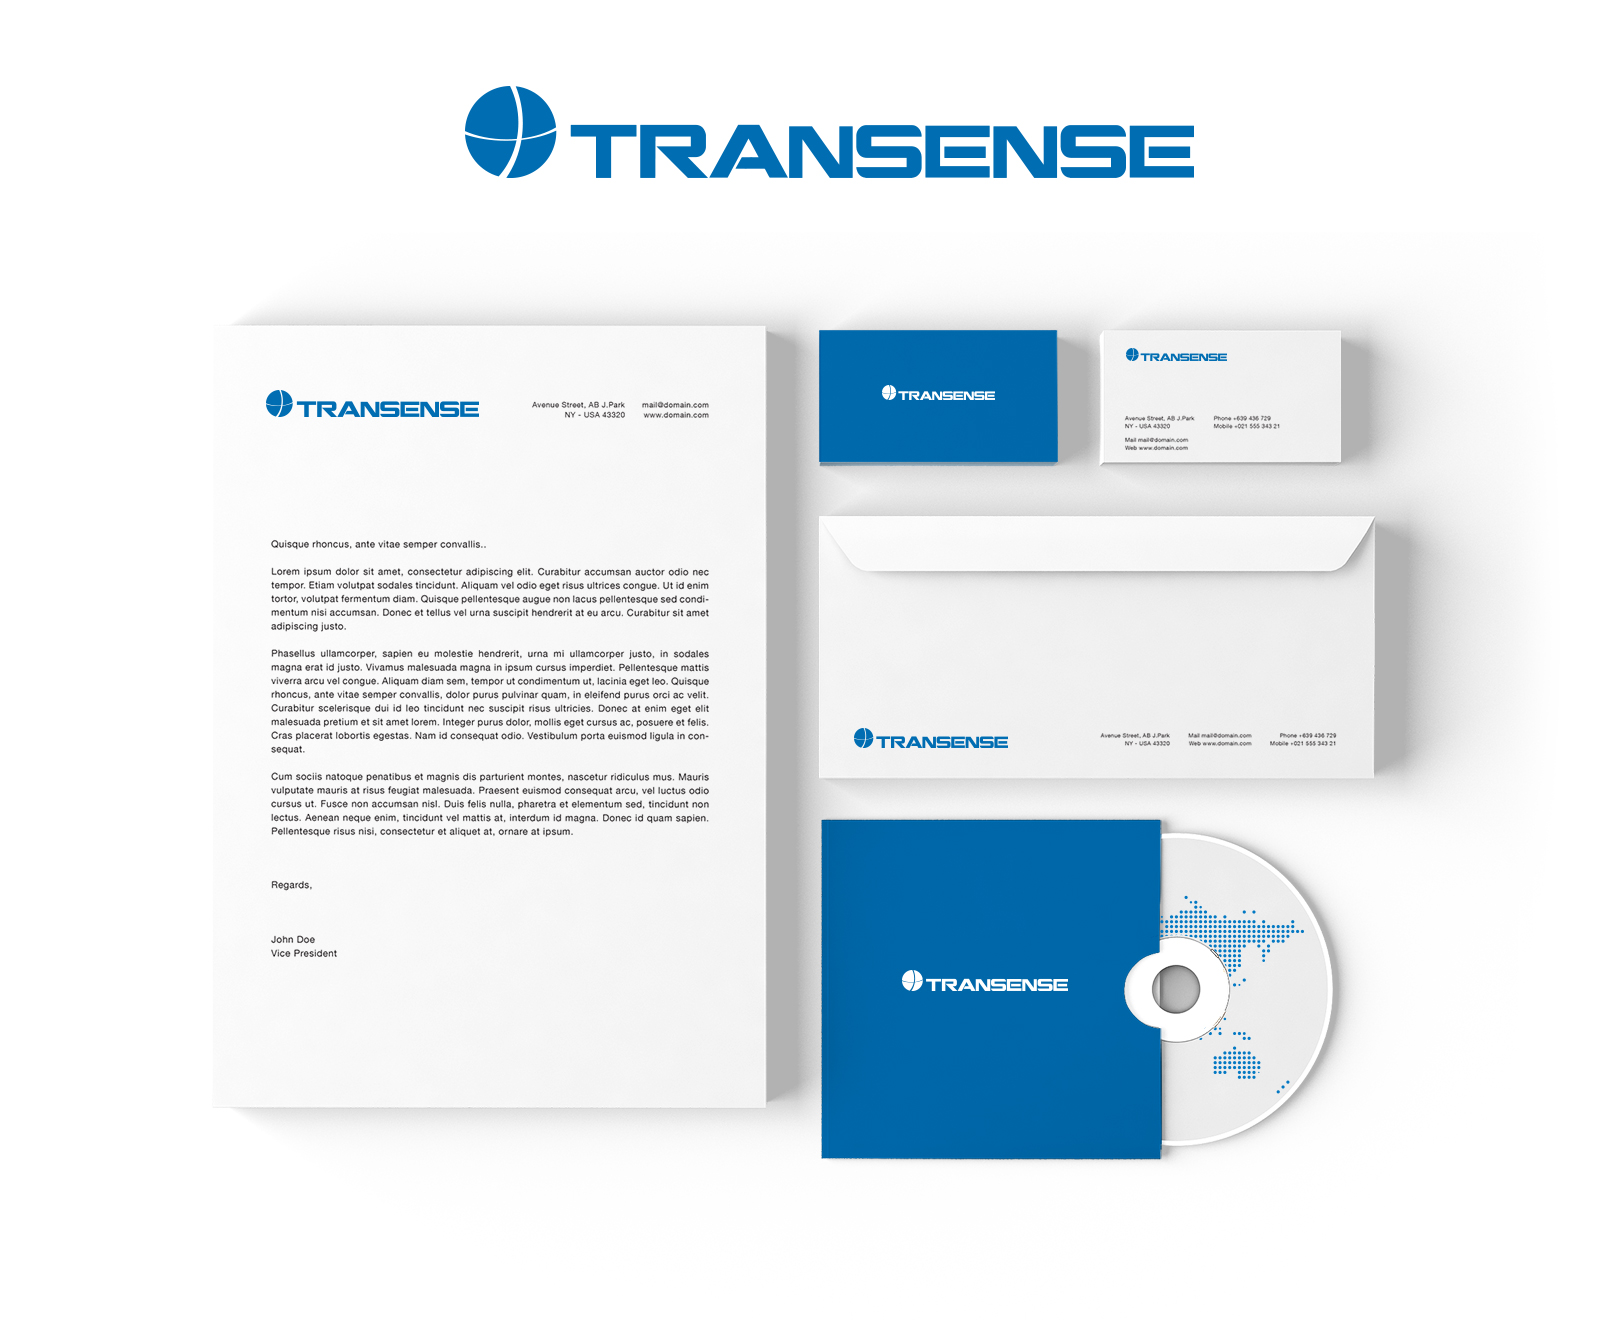 TRANSENSE
TRANSENSE
Avenue Street, AB J.Park
NY - USA 43320
mail@domain.com
www.domain.com
Quisque rhoncus, ante vitae semper convallis..
Lorem ipsum dolor sit amet, consectetur adipiscing elit. Curabitur accumsan auctor odio nec
tempor. Etiam volutpat sodales tincidunt. Aliquam vel odio eget risus ultrices congue. Ut id enim
tortor, volutpat fermentum diam. Quisque pellentesque augue non lacus pellentesque sed condi-
mentum nisi accumsan. Donec et tellus vel urna suscipit hendrerit at eu arcu. Curabitur sit amet
adipiscing justo.
Phasellus ullamcorper, sapien eu molestie hendrerit, urna mi ullamcorper justo, in sodales
magna erat id justo. Vivamus malesuada magna in ipsum cursus imperdiet. Pellentesque mattis
viverra arcu vel congue. Aliquam diam sem, tempor ut condimentum ut, lacinia eget leo. Quisque
rhoncus, ante vitae semper convallis, dolor purus pulvinar quam, in eleifend purus orci ac velit.
Curabitur scelerisque dui id leo tincidunt nec suscipit risus ultricies. Donec at enim eget elit
malesuada pretium et sit amet lorem. Integer purus dolor, mollis eget cursus ac, posuere et felis.
Cras placerat lobortis egestas. Nam id consequat odio. Vestibulum porta euismod ligula in con-
sequat.
Cum sociis natoque penatibus et magnis dis parturient montes, nascetur ridiculus mus. Mauris
vulputate mauris at risus feugiat malesuada. Praesent euismod consequat arcu, vel luctus odio
cursus ut. Fusce non accumsan nisl. Duis felis nulla, pharetra et elementum sed, tincidunt non
lectus. Aenean neque enim, tincidunt vel mattis at, interdum id magna. Donec id quam sapien.
Pellentesque risus nisi, consectetur et aliquet at, ornare at ipsum.
Regards,
John Doe
Vice President
TRANSENSE
TRANSENSE
Avenue Street, AB J.Park
NY - USA 43320
Phone +639 436 729
Mobile +021 555 343 21
Mail mail@domain.com
Web www.domain.com
TRANSENSE
Avenue Street, AB J.Park
NY - USA 43320
Mail mail@domain.com
Web www.domain.com
Phone +639 436 729
Mobile +021 555 343 21
TRANSENSE